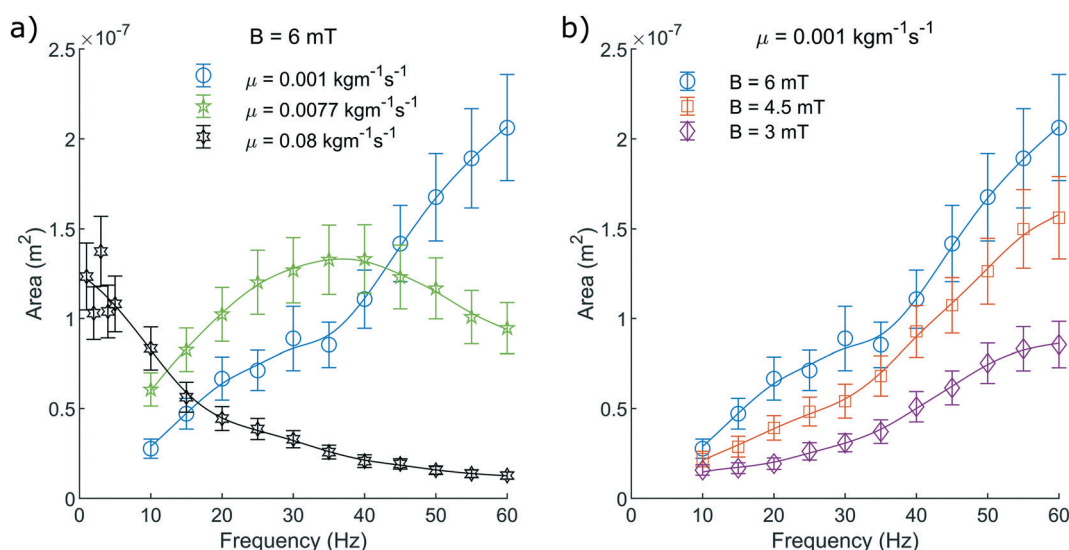 a)
×10⁻⁷
B = 6 mT
μ = 0.001 kgm⁻¹s⁻¹
μ = 0.0077 kgm⁻¹s⁻¹
μ = 0.08 kgm⁻¹s⁻¹
2.5
2
1.5
1
0.5
0
Area (m²)
10 20 30 40 50 60
Frequency (Hz)
b)
×10⁻⁷
μ = 0.001 kgm⁻¹s⁻¹
B = 6 mT
B = 4.5 mT
B = 3 mT
2.5
2
1.5
1
0.5
0
Area (m²)
0 10 20 30 40 50 60
Frequency (Hz)